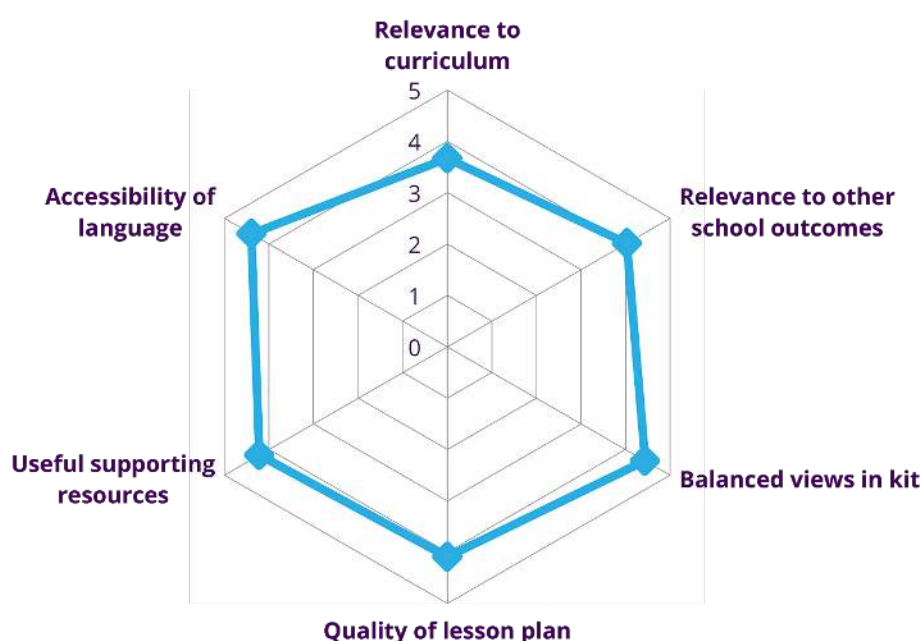 Relevance to
curriculum
5
4
3
2
1
0
Accessibility of
language
Relevance to other
school outcomes
Useful supporting
resources
Balanced views in kit
Quality of lesson plan